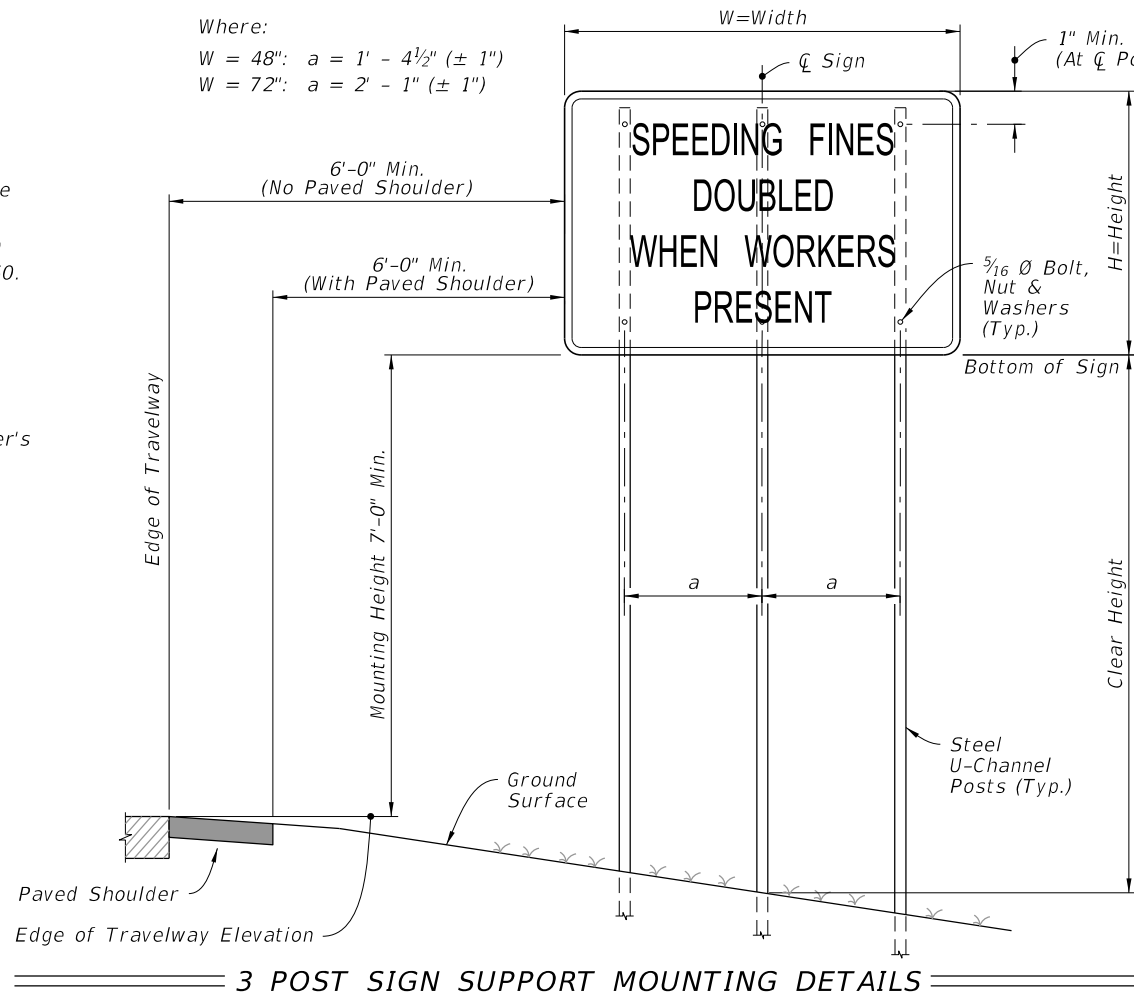 Where:
W = 48": a = 1' - 4½" (± 1")
W = 72": a = 2' - 1" (± 1")
W=Width
℄ Sign
1" Min.
(At ℄
6'-0" Min.
(No Paved Shoulder)
6'-0" Min.
(With Paved Shoulder)
SPEEDING FINES
DOUBLED
WHEN WORKERS
PRESENT
H=Height
5⁄16 Ø Bolt,
Nut &
Washers
(Typ.)
Bottom of Sign
er's
Edge of Travelway
Mounting Height 7'-0" Min.
a
a
Clear Height
Steel
U-Channel
Posts (Typ.)
Ground
Surface
Paved Shoulder
Edge of Travelway Elevation
3 POST SIGN SUPPORT MOUNTING DETAILS